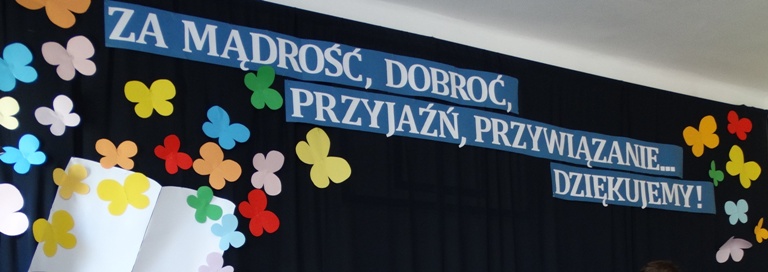 ZA MĄDROŚĆ, DOBROĆ,
PRZYJAŹŃ, PRZYWIĄZANIE...
DZIĘKUJEMY!